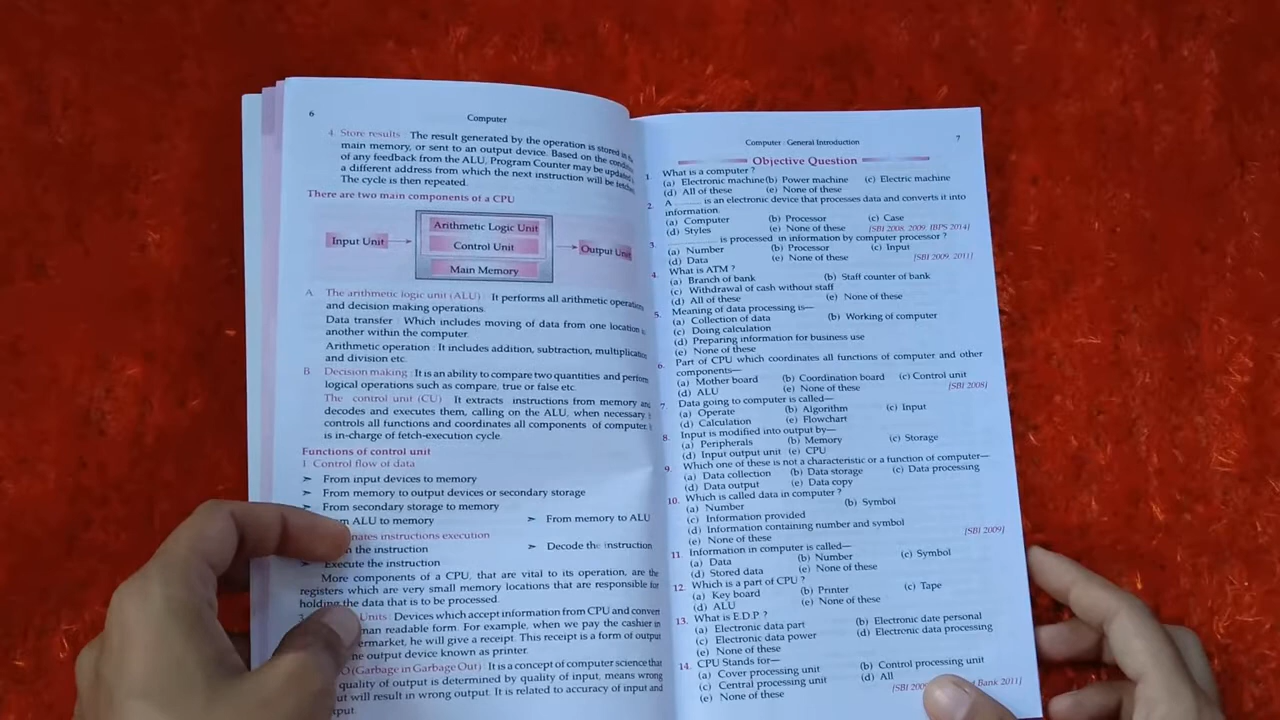 6
Computer
4. Store results : The result generated by the operation is stored in
main memory, or sent to an output device. Based on the
of any feedback from the ALU, Program Counter may be updated
a different address from which the next instruction will be
The cycle is then repeated.
There are two main components of a CPU
Input Unit
Arithmetic Logic Unit
Control Unit
Main Memory
Output Unit
A. The arithmetic logic unit (ALU) : It performs all arithmetic
and decision making operations.
Data transfer : Which includes moving of data from one location
another within the computer.
Arithmetic operation : It includes addition, subtraction,
and division etc.
B. Decision making : It is an ability to compare two quantities and
logical operations such as compare, true or false etc.
The control unit (CU) : It extracts instructions from memory
decodes and executes them, calling on the ALU, when necessary
controls all functions and coordinates all components of computer
is in-charge of fetch-execution cycle.
Functions of control unit
1. Control flow of data
➢ From input devices to memory
➢ From memory to output devices or secondary storage
➢ From secondary storage to memory
ALU to memory ➢ From memory to ALU
instructions execution
the instruction ➢ Decode the instruction
Execute the instruction
More components of a CPU, that are vital to its operation, are the
registers which are very small memory locations that are responsible for
holding the data that is to be processed.
Units : Devices which accept information from CPU and convert
readable form. For example, when we pay the cashier in
he will give a receipt. This receipt is a form of output
output device known as printer.
(Garbage in Garbage Out) : It is a concept of computer science that
quality of output is determined by quality of input, means wrong
will result in wrong output. It is related to accuracy of input and
Computer : General Introduction
7
Objective Question
1. What is a computer ?
(a) Electronic machine (b) Power machine (c) Electric machine
(d) All of these (e) None of these
2. A ........ is an electronic device that processes data and converts it into
information.
(a) Computer (b) Processor (c) Case
(d) Styles (e) None of these [SBI 2008, 2009, IBPS 2014]
3. ........ is processed in information by computer processor ?
(a) Number (b) Processor (c) Input
(d) Data (e) None of these [SBI 2009, 2011]
4. What is ATM ?
(a) Branch of bank (b) Staff counter of bank
(c) Withdrawal of cash without staff
(d) All of these (e) None of these
5. Meaning of data processing is—
(a) Collection of data (b) Working of computer
(c) Doing calculation
(d) Preparing information for business use
(e) None of these
6. Part of CPU which coordinates all functions of computer and other
components—
(a) Mother board (b) Coordination board (c) Control unit
(d) ALU (e) None of these [SBI 2008]
7. Data going to computer is called—
(a) Operate (b) Algorithm (c) Input
(d) Calculation (e) Flowchart
8. Input is modified into output by—
(a) Peripherals (b) Memory (c) Storage
(d) Input output unit (e) CPU
9. Which one of these is not a characteristic or a function of computer—
(a) Data collection (b) Data storage (c) Data processing
(d) Data output (e) Data copy
10. Which is called data in computer ?
(a) Number (b) Symbol
(c) Information provided
(d) Information containing number and symbol
(e) None of these [SBI 2009]
11. Information in computer is called—
(a) Data (b) Number (c) Symbol
(d) Stored data (e) None of these
12. Which is a part of CPU ?
(a) Key board (b) Printer (c) Tape
(d) ALU (e) None of these
13. What is E.D.P ?
(a) Electronic data part (b) Electronic date personal
(c) Electronic data power (d) Electronic data processing
(e) None of these
14. CPU Stands for—
(a) Cover processing unit (b) Control processing unit
(c) Central processing unit (d) All
(e) None of these [SBI Bank 2011]